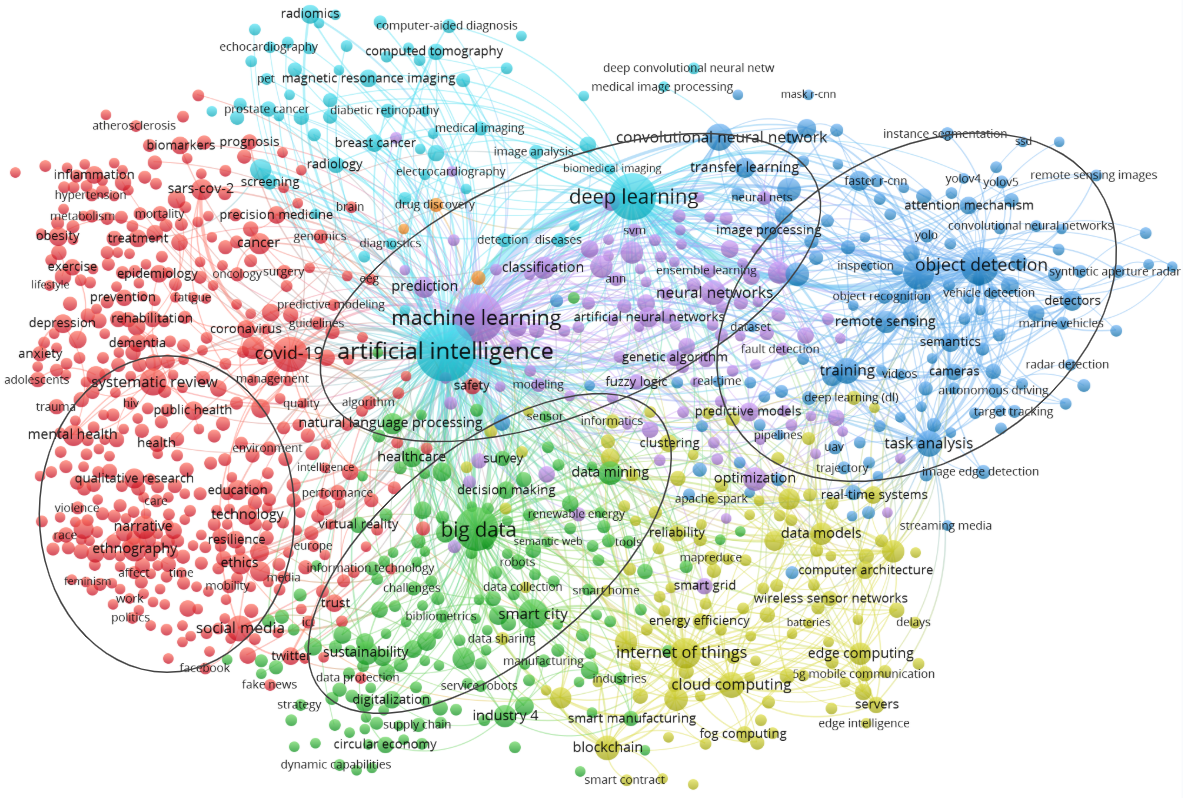 radiomics
computer-aided diagnosis
echocardiography
computed tomography
deep convolutional neural netw
pet
magnetic resonance imaging
medical image processing
mask r-cnn
prostate cancer
diabetic retinopathy
atherosclerosis
medical imaging
convolutional neural network
instance segmentation
biomarkers
prognosis
breast cancer
image analysis
ssd
radiology
biomedical imaging
transfer learning
inflammation
electrocardiography
remote sensing images
sars-cov-2
screening
faster r-cnn
yolov4
yolov5
hypertension
deep learning
neural nets
metabolism
mortality
precision medicine
brain
drug discovery
attention mechanism
obesity
treatment
cancer
genomics
diagnostics
detection
diseases
svm
image processing
yolo
convolutional neural networks
exercise
epidemiology
oncology
surgery
eeg
classification
ann
ensemble learning
inspection
object detection
synthetic aperture radar
lifestyle
prevention
fatigue
predictive modeling
prediction
neural networks
object recognition
vehicle detection
detectors
depression
rehabilitation
coronavirus
guidelines
machine learning
artificial neural networks
dataset
remote sensing
marine vehicles
dementia
anxiety
covid-19
artificial intelligence
genetic algorithm
fault detection
semantics
adolescents
systematic review
management
safety
modeling
fuzzy logic
real-time
training
videos
cameras
radar detection
trauma
hiv
public health
quality
algorithm
deep learning (dl)
autonomous driving
natural language processing
sensor
informatics
predictive models
target tracking
mental health
health
environment
clustering
pipelines
task analysis
healthcare
survey
uav
intelligence
data mining
trajectory
image edge detection
qualitative research
education
performance
decision making
optimization
care
apache spark
real-time systems
violence
technology
renewable energy
narrative
virtual reality
big data
reliability
data models
streaming media
race
resilience
semantic web
tools
ethnography
europe
robots
mapreduce
ethics
information technology
computer architecture
affect
time
media
feminism
mobility
challenges
data collection
smart home
smart grid
work
trust
wireless sensor networks
politics
ict
bibliometrics
smart city
energy efficiency
batteries
delays
social media
data sharing
sustainability
internet of things
edge computing
twitter
manufacturing
facebook
data protection
industries
5g mobile communication
fake news
service robots
cloud computing
strategy
digitalization
servers
industry 4
smart manufacturing
supply chain
edge intelligence
fog computing
circular economy
blockchain
dynamic capabilities
smart contract